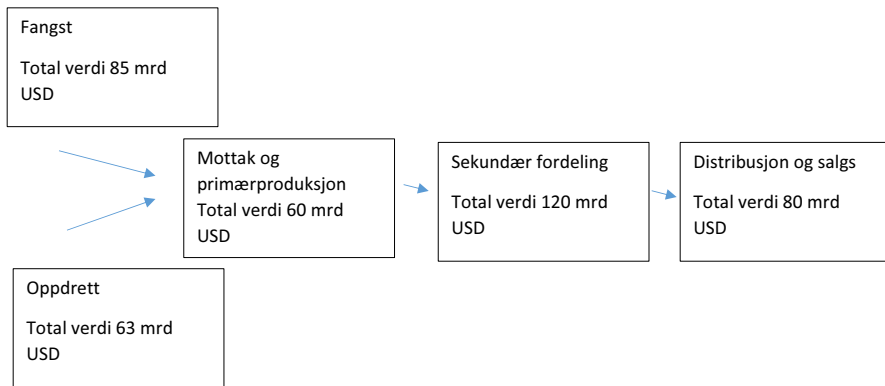 Fangst
Total verdi 85 mrd
USD
Mottak og
primærproduksjon
Total verdi 60 mrd
USD
Sekundær fordeling
Total verdi 120 mrd
USD
Distribusjon og salgs
Total verdi 80 mrd
USD
Oppdrett
Total verdi 63 mrd
USD